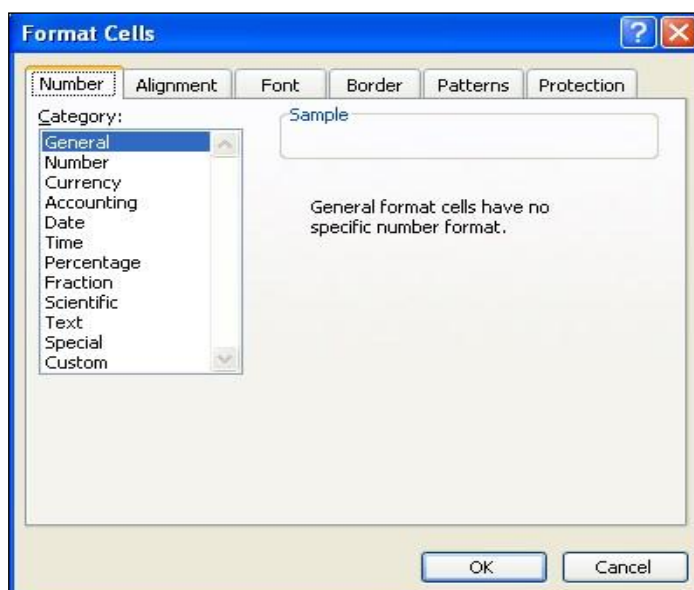 Format Cells
Number Alignment Font Border Patterns Protection
Category:
General
Number
Currency
Accounting
Date
Time
Percentage
Fraction
Scientific
Text
Special
Custom
Sample
General format cells have no
specific number format.
OK Cancel